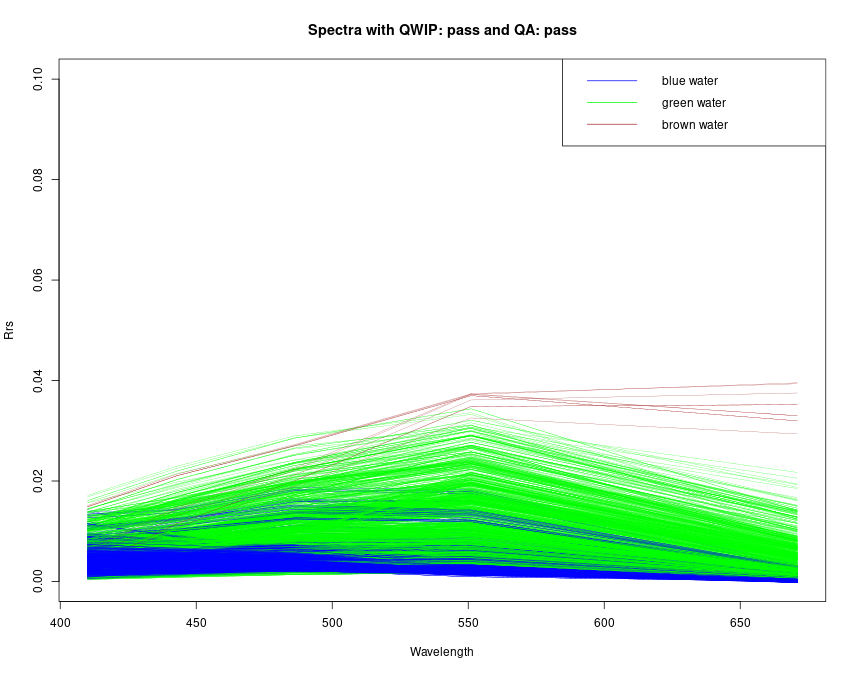 Spectra with QWIP: pass and QA: pass
blue water
green water
brown water
Rrs
0.10
0.08
0.06
0.04
0.02
0.00
400 450 500 550 600 650
Wavelength